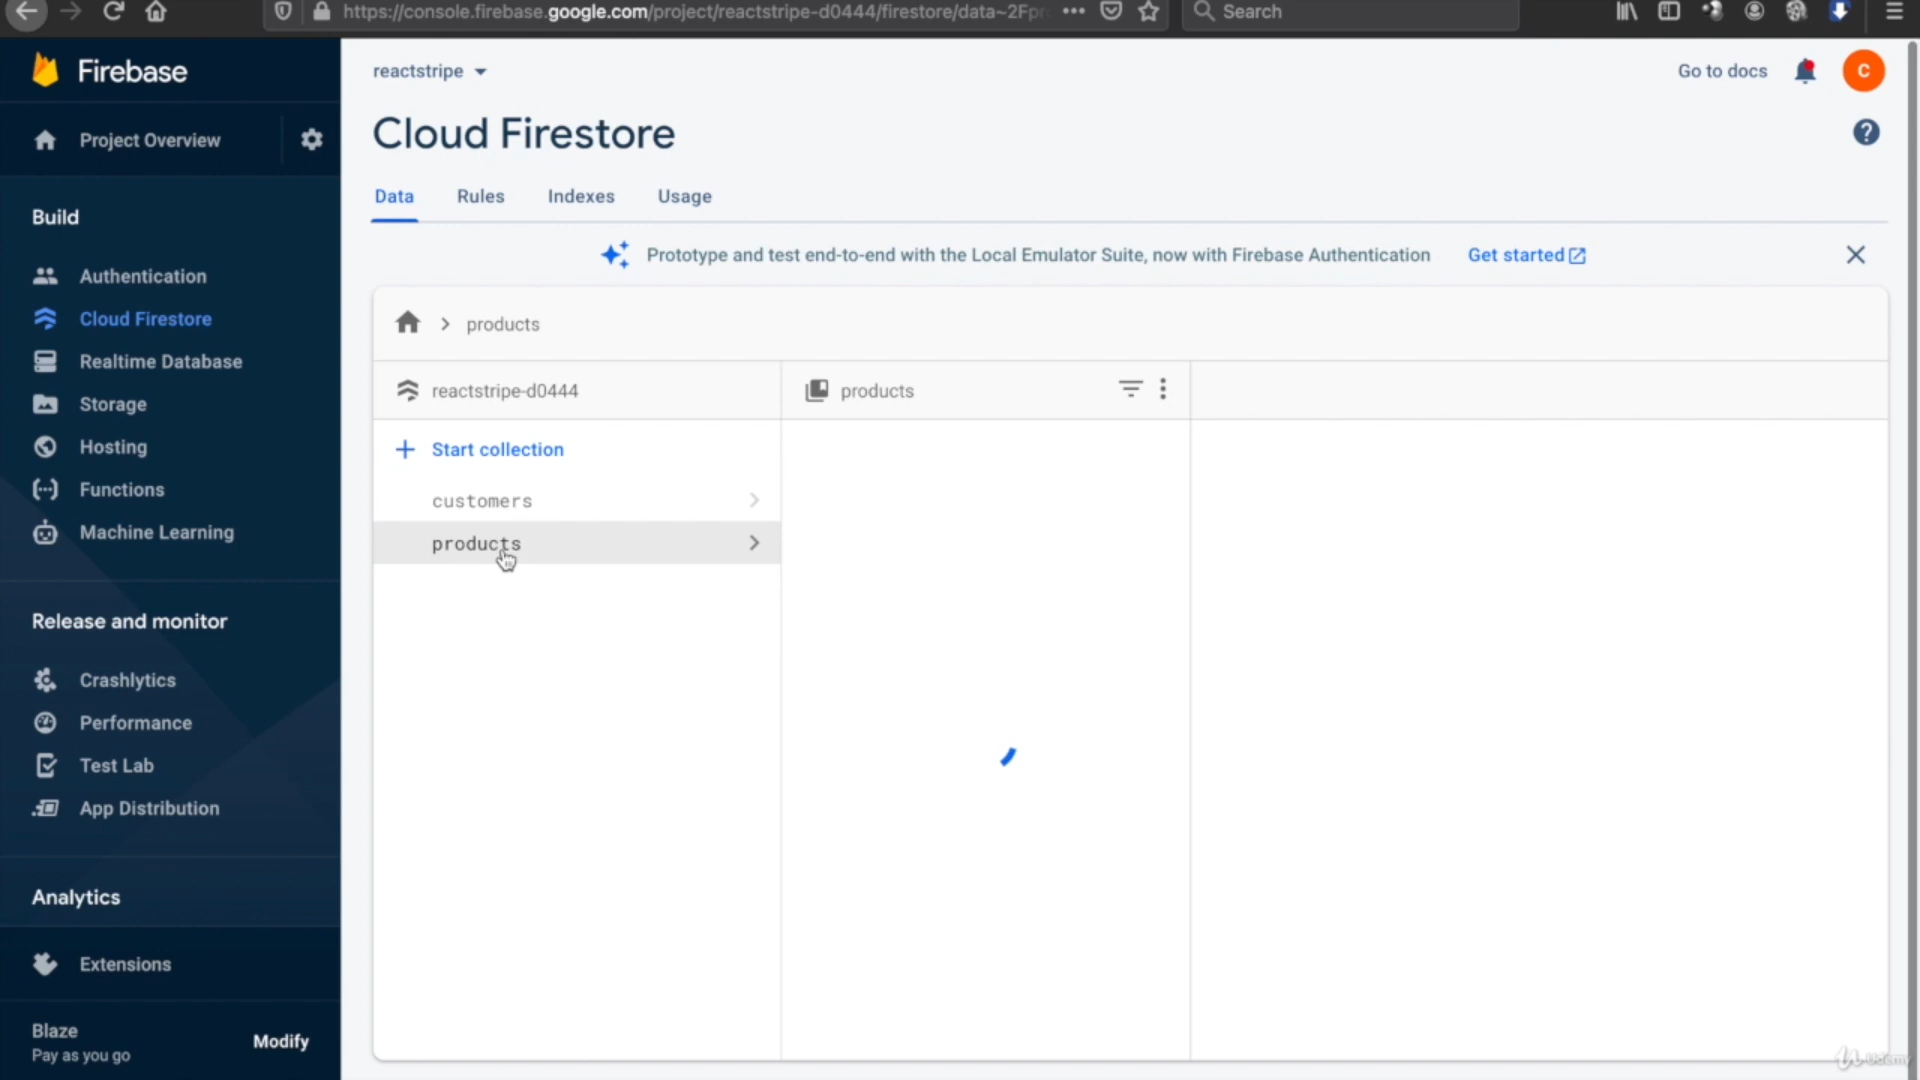 https://console.firebase.google.com/project/reactstripe-d0444/firestore/data~2Fpr
Search
Firebase
reactstripe
Go to docs
C
Project Overview
Cloud Firestore
Data
Rules
Indexes
Usage
Build
Prototype and test end-to-end with the Local Emulator Suite, now with Firebase Authentication
Get started
Authentication
Cloud Firestore
Realtime Database
Storage
Hosting
Functions
Machine Learning
products
reactstripe-d0444
products
Start collection
customers
products
Release and monitor
Crashlytics
Performance
Test Lab
App Distribution
Analytics
Extensions
Blaze
Pay as you go
Modify
Udemy